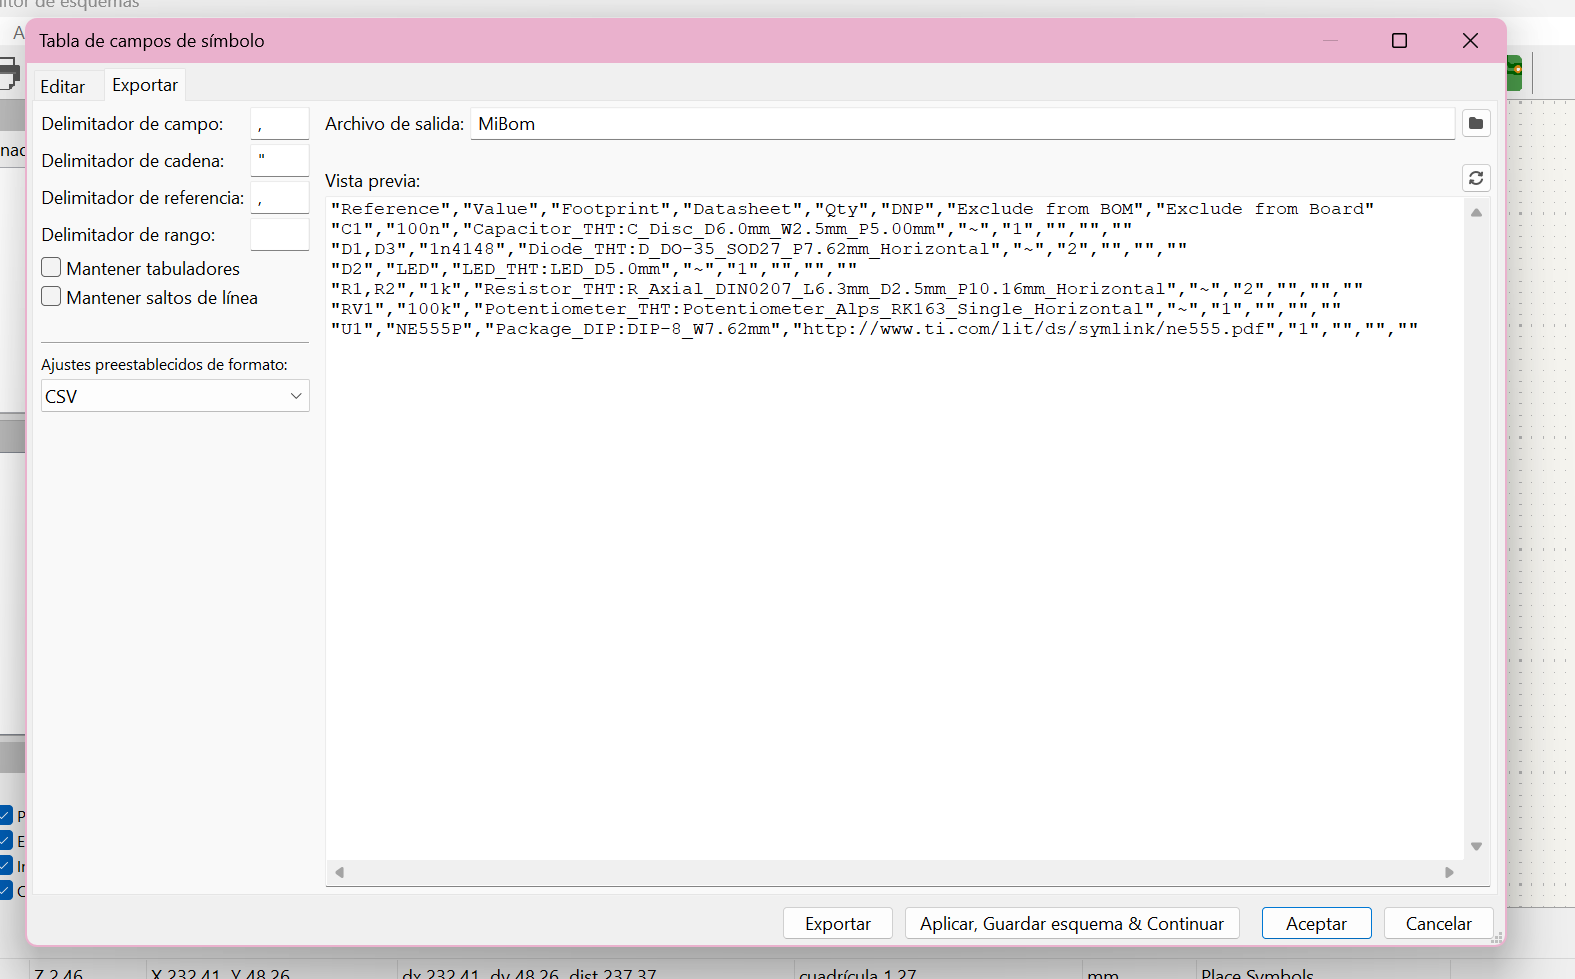 itor de esquemas
A
Tabla de campos de símbolo
Editar
Exportar
nac
Delimitador de campo:
,
Delimitador de cadena:
"
Delimitador de referencia:
,
Delimitador de rango:
Mantener tabuladores
Mantener saltos de línea
Ajustes preestablecidos de formato:
CSV
Archivo de salida:
MiBom
Vista previa:
"Reference","Value","Footprint","Datasheet","Qty","DNP","Exclude from BOM","Exclude from Board"
"C1","100n","Capacitor_THT:C_Disc_D6.0mm_W2.5mm_P5.00mm","~","1","","",""
"D1,D3","1n4148","Diode_THT:D_DO-35_SOD27_P7.62mm_Horizontal","~","2","","",""
"D2","LED","LED_THT:LED_D5.0mm","~","1","","",""
"R1,R2","1k","Resistor_THT:R_Axial_DIN0207_L6.3mm_D2.5mm_P10.16mm_Horizontal","~","2","","",""
"RV1","100k","Potentiometer_THT:Potentiometer_Alps_RK163_Single_Horizontal","~","1","","",""
"U1","NE555P","Package_DIP:DIP-8_W7.62mm","http://www.ti.com/lit/ds/symlink/ne555.pdf","1","","",""
P
E
Ir
C
Exportar
Aplicar, Guardar esquema & Continuar
Aceptar
Cancelar
Z 2.46
X 232.41 Y 48.26
dx 232.41 dy 48.26 dist 237.37
cuadrícula 1.27
mm
Place Symbols